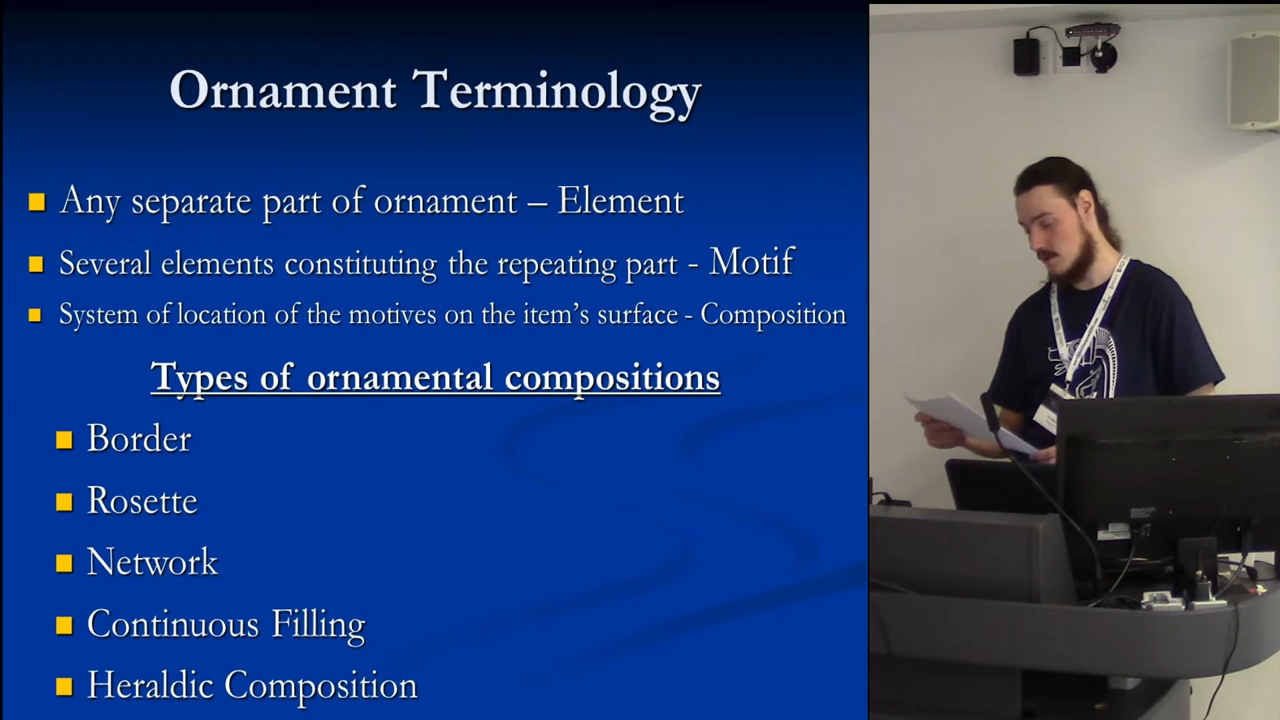 Ornament Terminology
Any separate part of ornament – Element
Several elements constituting the repeating part - Motif
System of location of the motives on the item's surface - Composition
Types of ornamental compositions
Border
Rosette
Network
Continuous Filling
Heraldic Composition